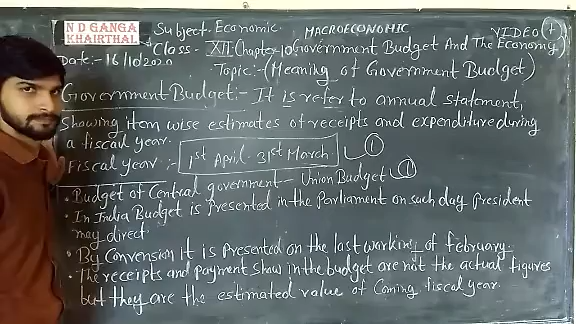 N D GANGA
KHAIRTHAL
Subject. Economic
MACROECONOMIC
VIDEO (1)
Class - XII Chapter-10 Government Budget And The Economy)
Date:- 16/10/2020
Topic:- (Meaning of Government Budget)
Government Budget:- It is refer to annual statement,
Showing item wise estimates of receipts and expenditure during
a fiscal year.
Fiscal year :- 1st April - 31st March 1
• Budget of Central government - Union Budget 1
• In India Budget is presented in the Parliament on such day president
may direct.
• By Convension it is presented on the last working of february.
• The receipts and payment show in the budget are not the actual figures
but they are the estimated value of Coming fiscal year.